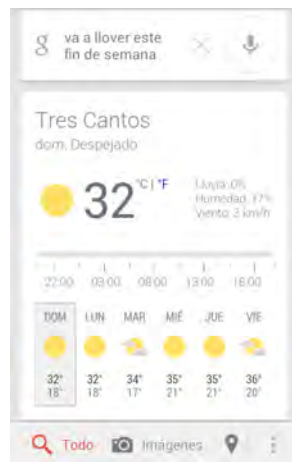 g va a llover este
fin de semana
Tres Cantos
dom. Despejado
32 °C | °F
Lluvia: 0%
Humedad: 17%
Viento: 3 km/h
22:00 03:00 08:00 13:00 18:00
DOM LUN MAR MIÉ JUE VIE
32° 32° 34° 35° 35° 36°
18° 18° 17° 21° 21° 20°
Todo Imágenes